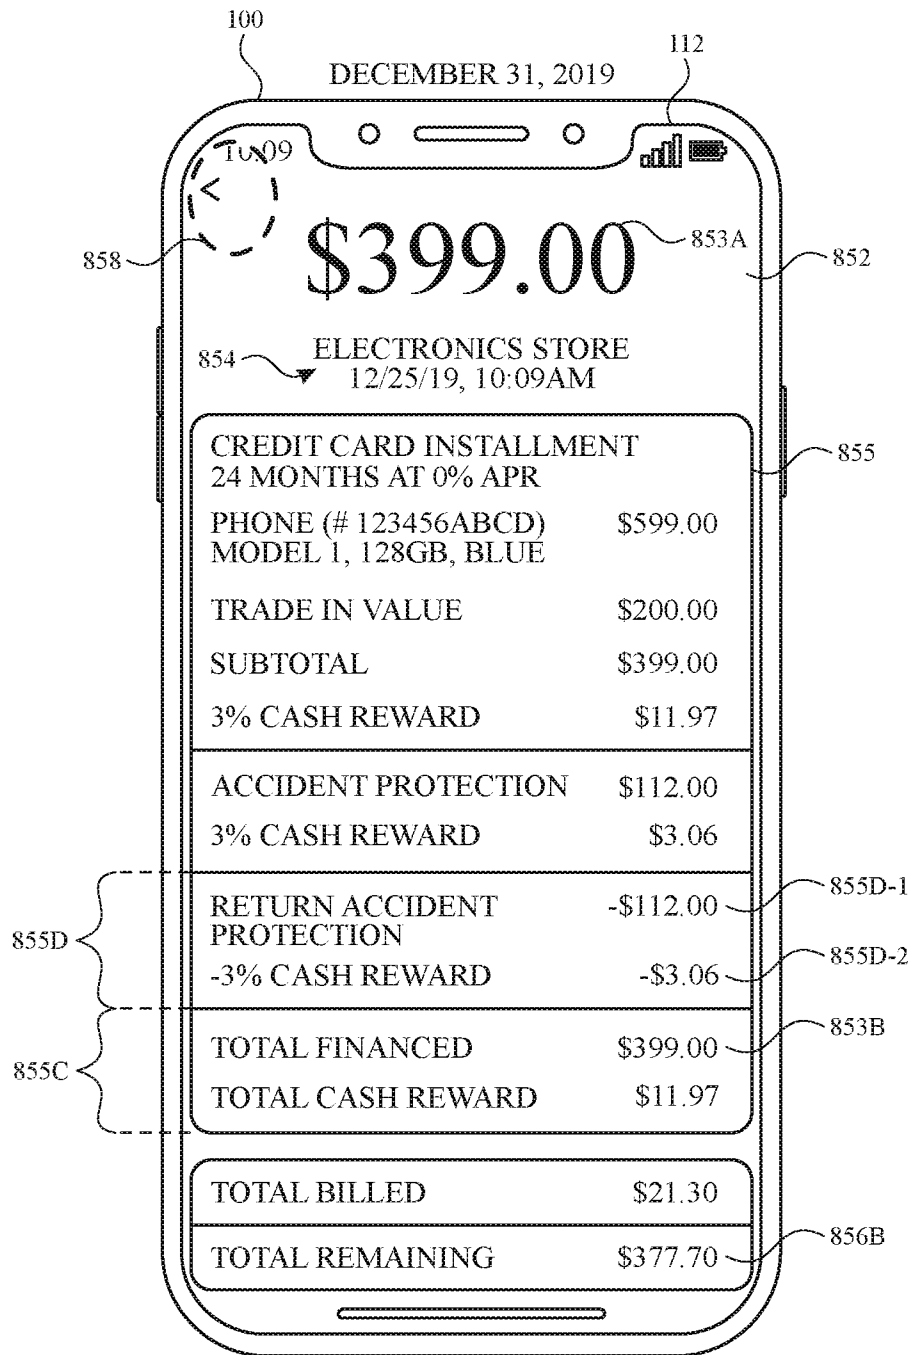 100
112
DECEMBER 31, 2019
10:09
858
$399.00
853A
852
854
ELECTRONICS STORE
12/25/19, 10:09AM
855
CREDIT CARD INSTALLMENT
24 MONTHS AT 0% APR
PHONE (# 123456ABCD) $599.00
MODEL 1, 128GB, BLUE
TRADE IN VALUE $200.00
SUBTOTAL $399.00
3% CASH REWARD $11.97
ACCIDENT PROTECTION $112.00
3% CASH REWARD $3.06
855D
RETURN ACCIDENT -$112.00 855D-1
PROTECTION
-3% CASH REWARD -$3.06 855D-2
855C
TOTAL FINANCED $399.00 853B
TOTAL CASH REWARD $11.97
TOTAL BILLED $21.30
TOTAL REMAINING $377.70 856B